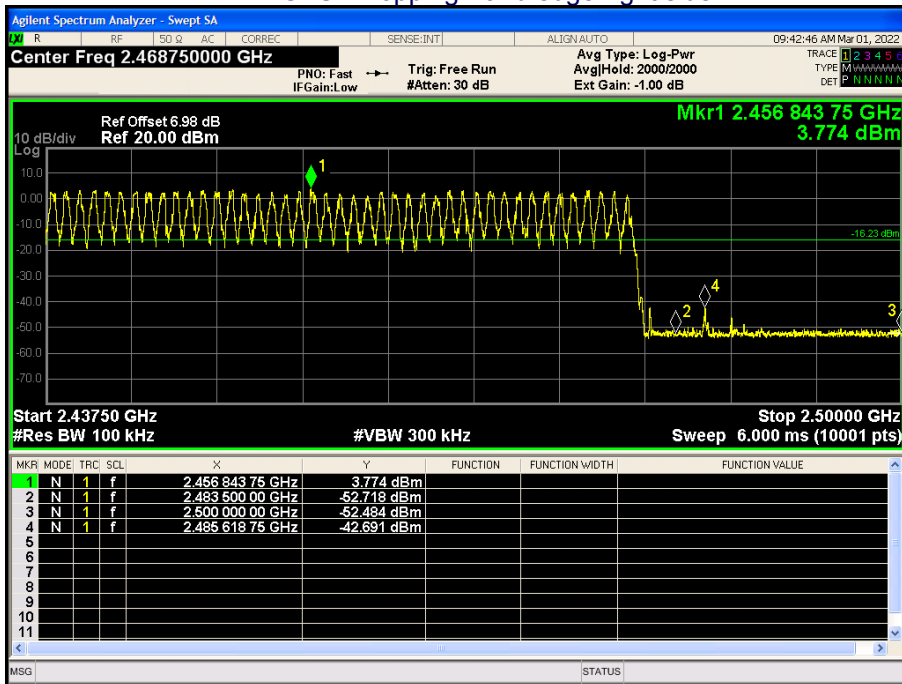 Agilent Spectrum Analyzer - Swept SA
LXI R RF 50 Ω AC CORREC SENSE:INT ALIGN AUTO 09:42:46 AM Mar 01, 2022
Center Freq 2.468750000 GHz
PNO: Fast
IFGain:Low
Trig: Free Run
#Atten: 30 dB
Avg Type: Log-Pwr
Avg|Hold: 2000/2000
Ext Gain: -1.00 dB
TRACE 1 2 3 4 5 6
TYPE M
DET P N N N N N
Mkr1 2.456 843 75 GHz
3.774 dBm
Ref Offset 6.98 dB
10 dB/div Ref 20.00 dBm
Log
1
10.0
0.00
-10.0
-16.23 dBm
-20.0
-30.0
4
-40.0
2
3
-50.0
-60.0
-70.0
Start 2.43750 GHz Stop 2.50000 GHz
#Res BW 100 kHz #VBW 300 kHz Sweep 6.000 ms (10001 pts)
MKR MODE TRC SCL X Y FUNCTION FUNCTION WIDTH FUNCTION VALUE
1 N 1 f 2.456 843 75 GHz 3.774 dBm
2 N 1 f 2.483 500 00 GHz -52.718 dBm
3 N 1 f 2.500 000 00 GHz -52.484 dBm
4 N 1 f 2.485 618 75 GHz -42.691 dBm
5
6
7
8
9
10
11
MSG STATUS